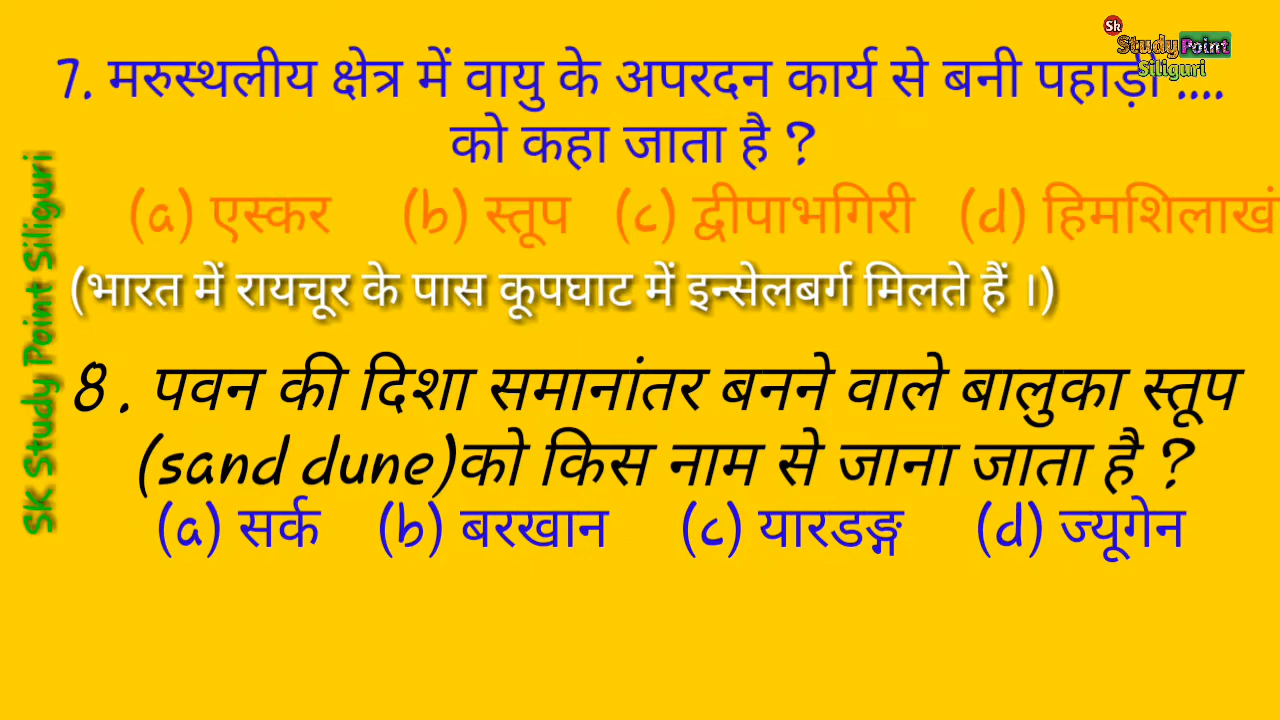 Sk
Study Point
Siliguri
7. मरुस्थलीय क्षेत्र में वायु के अपरदन कार्य से बनी पहाड़ी ....
को कहा जाता है ?
(a) एस्कर (b) स्तूप (c) द्वीपाभगिरी (d) हिमशिलाखं
(भारत में रायचूर के पास कूपघाट में इन्सेलबर्ग मिलते हैं ।)
8 . पवन की दिशा समानांतर बनने वाले बालुका स्तूप
(sand dune)को किस नाम से जाना जाता है ?
(a) सर्क (b) बरखान (c) यारडङ्ग (d) ज्यूगेन
SK Study Point Siliguri